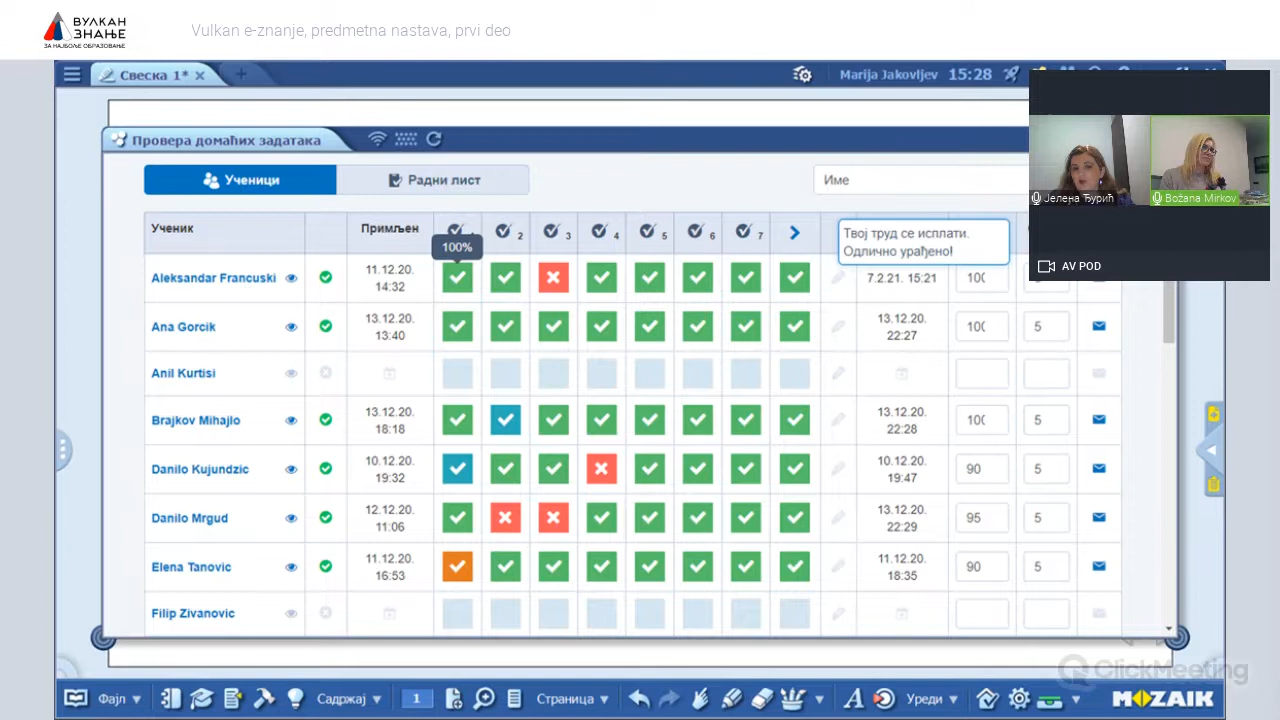 ВУЛКАН
ЗНАЊЕ
ЗА НАЈБОЉЕ ОБРАЗОВАЊЕ
Vulkan e-znanje, predmetna nastava, prvi deo
Свеска 1*
Marija Jakovljev 15:28
Провера домаћих задатака
Ученици
Радни лист
Име
Јелена Ђурић
Božana Mirkov
AV POD
Ученик Примљен 2 3 4 5 6 7
100%
Твој труд се исплати.
Одлично урађено!
Aleksandar Francuski 11.12.20. 14:32 7.2.21. 15:21
Ana Gorcik 13.12.20. 13:40 13.12.20. 22:27 5
Anil Kurtisi
Brajkov Mihajlo 13.12.20. 18:18 13.12.20. 22:28 5
Danilo Kujundzic 10.12.20. 19:32 10.12.20. 19:47 90 5
Danilo Mrgud 12.12.20. 11:06 13.12.20. 22:29 95 5
Elena Tanovic 11.12.20. 16:53 11.12.20. 18:35 90 5
Filip Zivanovic
ClickMeeting
Фајл Садржај 1 Страница A Уреди MOZAIK